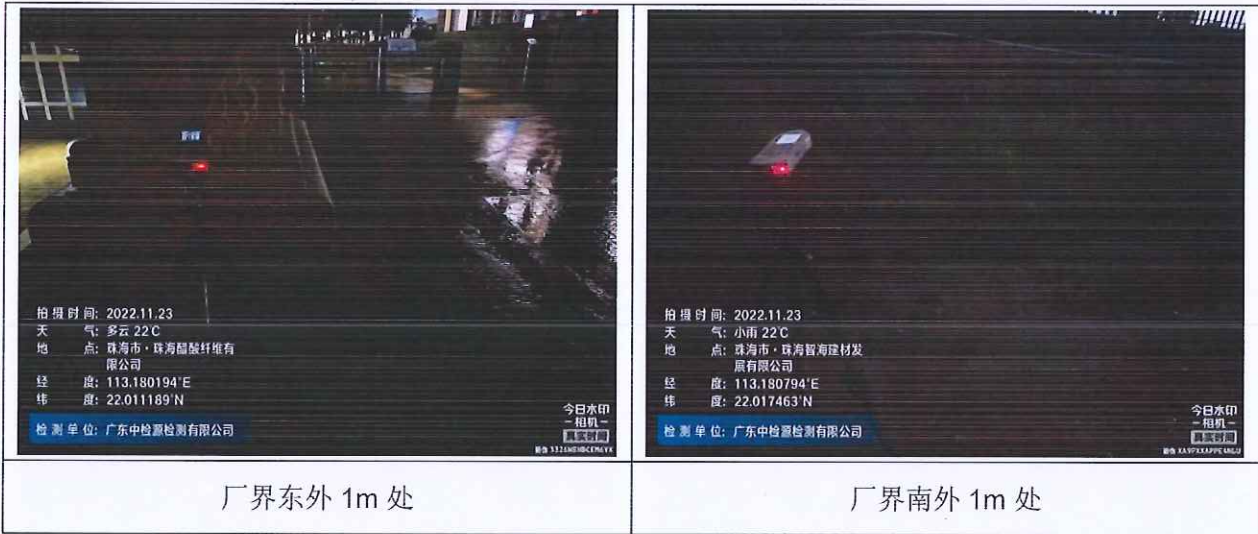 拍摄时间: 2022.11.23
天 气: 多云 22℃
地 点: 珠海市·珠海醋酸纤维有
限公司
经 度: 113.180194°E
纬 度: 22.011189°N
检测单位: 广东中检源检测有限公司
今日水印
-相机-
真实时间
厂界东外 1m 处
拍摄时间: 2022.11.23
天 气: 小雨 22℃
地 点: 珠海市·珠海智海建材发
展有限公司
经 度: 113.180794°E
纬 度: 22.017463°N
检测单位: 广东中检源检测有限公司
今日水印
-相机-
真实时间
厂界南外 1m 处